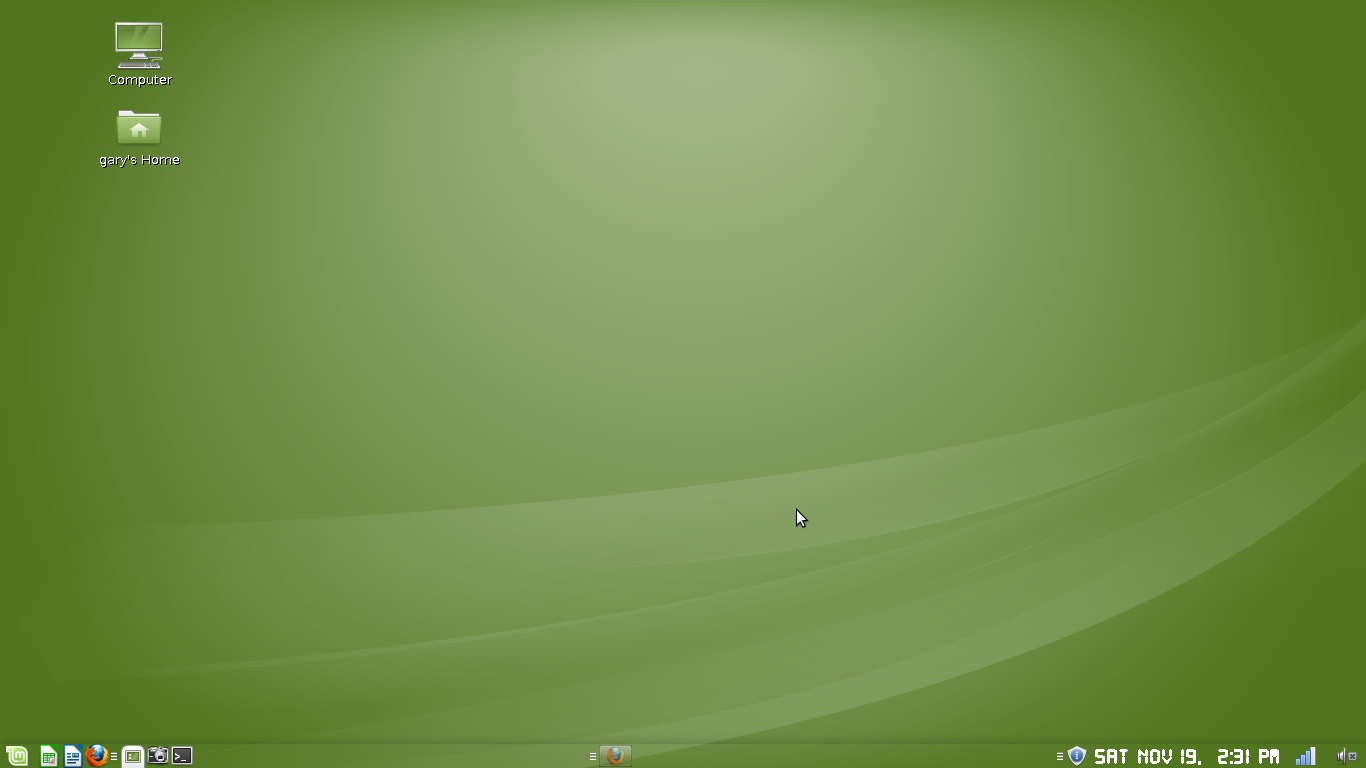 Computer
gary's Home
SAT NOV 19, 2:31 PM